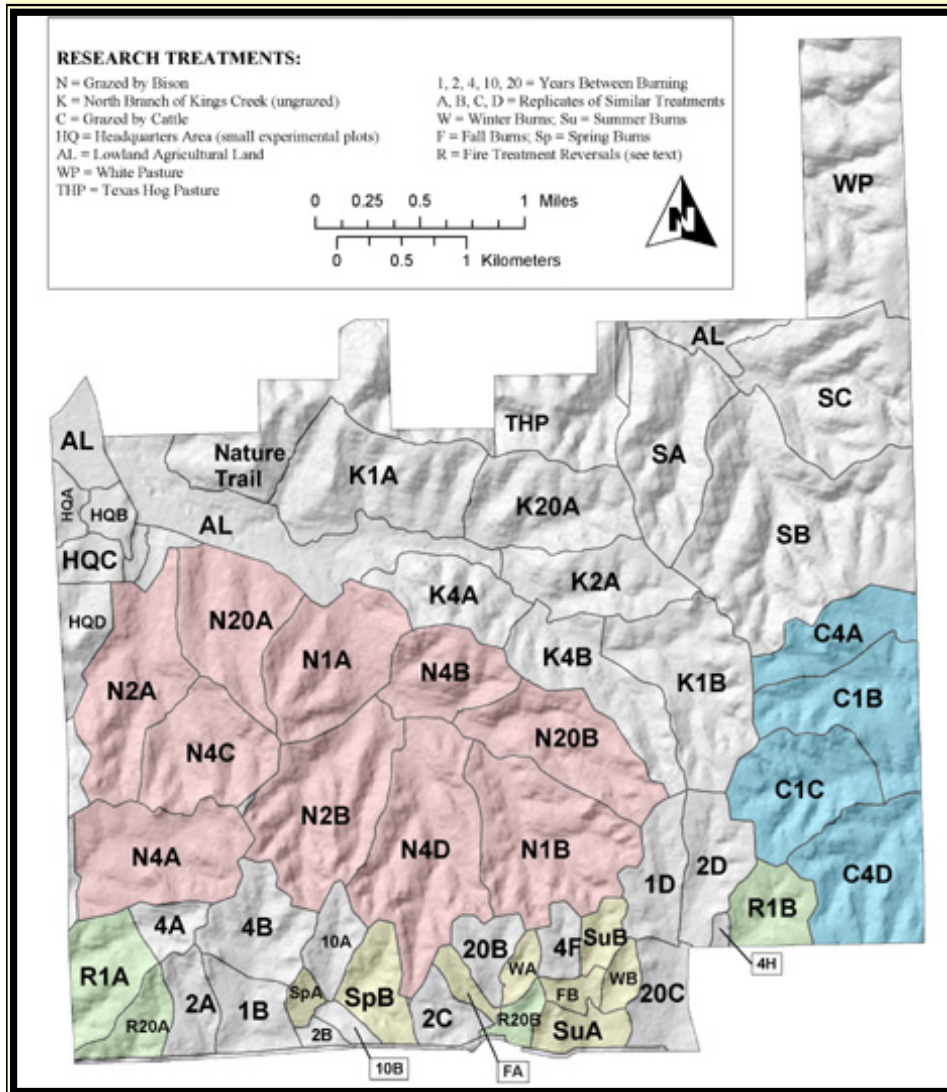 RESEARCH TREATMENTS:
N = Grazed by Bison
K = North Branch of Kings Creek (ungrazed)
C = Grazed by Cattle
HQ = Headquarters Area (small experimental plots)
AL = Lowland Agricultural Land
WP = White Pasture
THP = Texas Hog Pasture
1, 2, 4, 10, 20 = Years Between Burning
A, B, C, D = Replicates of Similar Treatments
W = Winter Burns; Su = Summer Burns
F = Fall Burns; Sp = Spring Burns
R = Fire Treatment Reversals (see text)
0 0.25 0.5 1 Miles
0 0.5 1 Kilometers
N
WP
AL
SC
THP
SA
AL
Nature
Trail
K1A
K20A
HQA
HQB
AL
SB
HQC
K2A
K4A
HQD
N20A
C4A
N1A
K4B
N4B
K1B
N2A
C1B
N20B
N4C
C1C
N2B
N1B
N4A
N4D
C4D
1D
2D
R1B
4A
4B
10A
20B
4F
SuB
4H
R1A
WA
WB
SpA
SpB
FB
20C
2A
1B
R20A
2C
R20B
SuA
2B
10B
FA